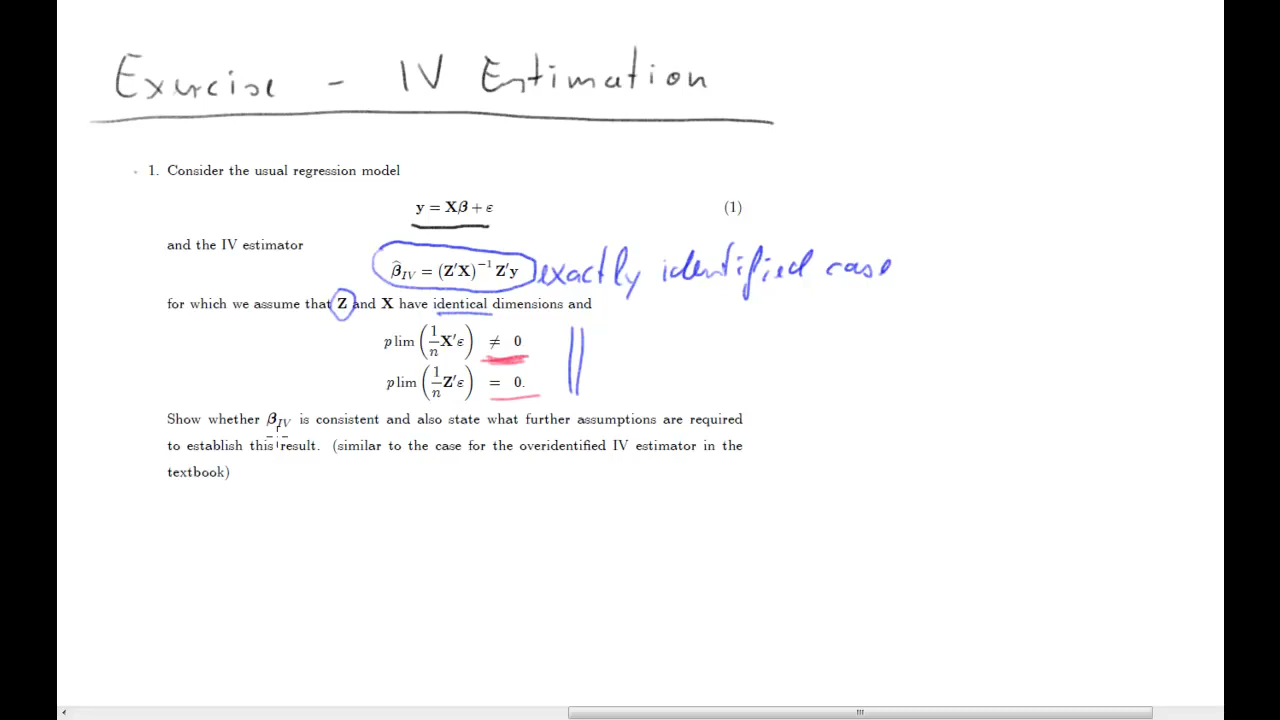 Exercise - IV Estimation
1. Consider the usual regression model
y = Xβ + ε (1)
and the IV estimator
β̂_IV = (Z'X)⁻¹ Z'y exactly identified case
for which we assume that Z and X have identical dimensions and
p lim (1/n X'ε) ≠ 0
p lim (1/n Z'ε) = 0.
Show whether β_IV is consistent and also state what further assumptions are required
to establish this result. (similar to the case for the overidentified IV estimator in the
textbook)